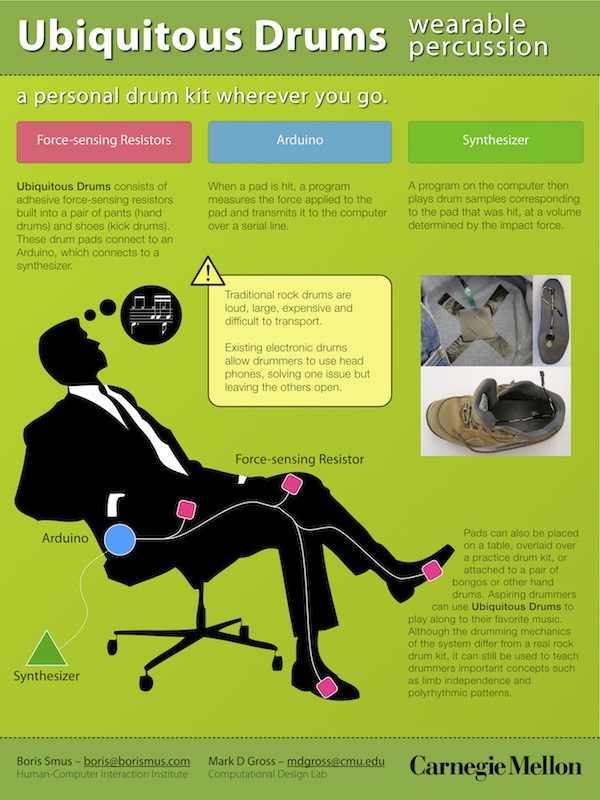 Ubiquitous Drums
wearable
percussion
a personal drum kit wherever you go.
Force-sensing Resistors
Ubiquitous Drums consists of
adhesive force-sensing resistors
built into a pair of pants (hand
drums) and shoes (kick drums).
These drum pads connect to an
Arduino, which connects to a
synthesizer.
Arduino
When a pad is hit, a program
measures the force applied to the
pad and transmits it to the computer
over a serial line.
Synthesizer
A program on the computer then
plays drum samples corresponding
to the pad that was hit, at a volume
determined by the impact force.
!
Traditional rock drums are
loud, large, expensive and
difficult to transport.
Existing electronic drums
allow drummers to use head
phones, solving one issue but
leaving the others open.
Force-sensing Resistor
Arduino
Synthesizer
Pads can also be placed
on a table, overlaid over
a practice drum kit, or
attached to a pair of
bongos or other hand
drums. Aspiring drummers
can use Ubiquitous Drums to
play along to their favorite music.
Although the drumming mechanics
of the system differ from a real rock
drum kit, it can still be used to teach
drummers important concepts such
as limb independence and
polyrhythmic patterns.
Boris Smus – boris@borismus.com
Human-Computer Interaction Institute
Mark D Gross – mdgross@cmu.edu
Computational Design Lab
Carnegie Mellon